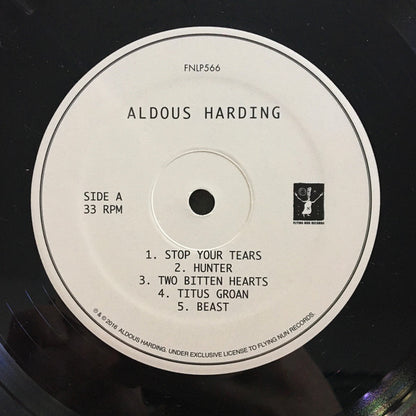 FNLP566
ALDOUS HARDING
SIDE A
33 RPM
FLYING NUN RECORDS
1. STOP YOUR TEARS
2. HUNTER
3. TWO BITTEN HEARTS
4. TITUS GROAN
5. BEAST
℗ & © 2016 ALDOUS HARDING. UNDER EXCLUSIVE LICENSE TO FLYING NUN RECORDS.